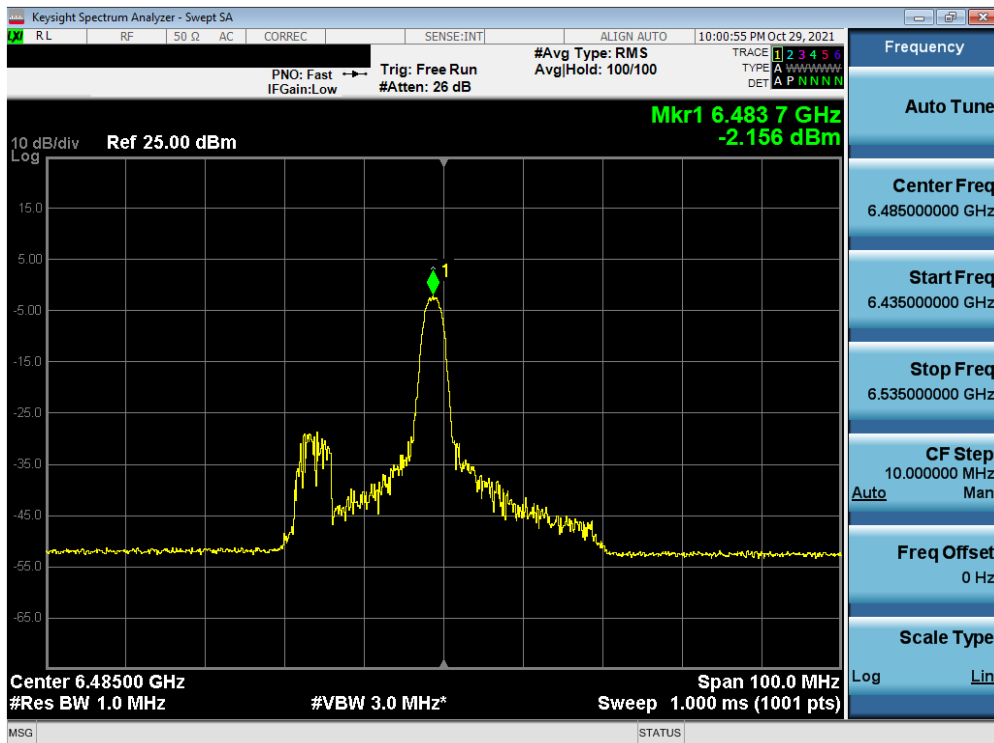 Keysight Spectrum Analyzer - Swept SA
LXI RL RF 50 Ω AC CORREC SENSE:INT ALIGN AUTO 10:00:55 PM Oct 29, 2021
Frequency
PNO: Fast Trig: Free Run #Avg Type: RMS TRACE 1 2 3 4 5 6
IFGain:Low #Atten: 26 dB Avg|Hold: 100/100 TYPE A WWWWW
DET A P N N N N
Auto Tune
Mkr1 6.483 7 GHz
-2.156 dBm
10 dB/div Ref 25.00 dBm
Log
15.0
5.00
-5.00
-15.0
-25.0
-35.0
-45.0
-55.0
-65.0
1
Center Freq
6.485000000 GHz
Start Freq
6.435000000 GHz
Stop Freq
6.535000000 GHz
CF Step
10.000000 MHz
Auto Man
Freq Offset
0 Hz
Scale Type
Log Lin
Center 6.48500 GHz Span 100.0 MHz
#Res BW 1.0 MHz #VBW 3.0 MHz* Sweep 1.000 ms (1001 pts)
MSG STATUS